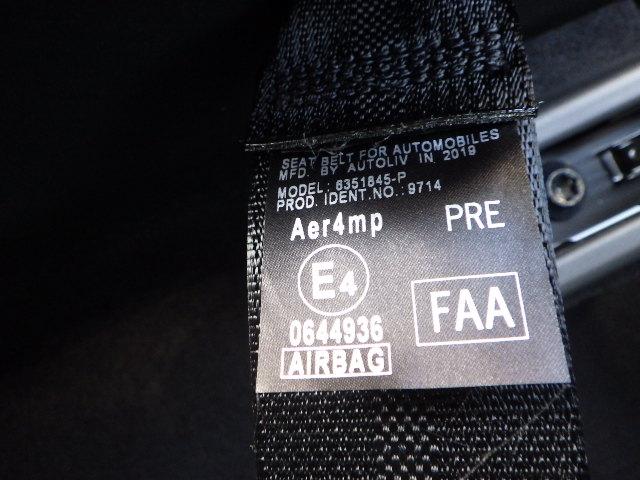 SEAT BELT FOR AUTOMOBILES
MFD. BY AUTOLIV IN 2019
MODEL: 6351845-P
PROD. IDENT.NO.: 9714
Aer4mp PRE
E4
FAA
0644936
AIRBAG